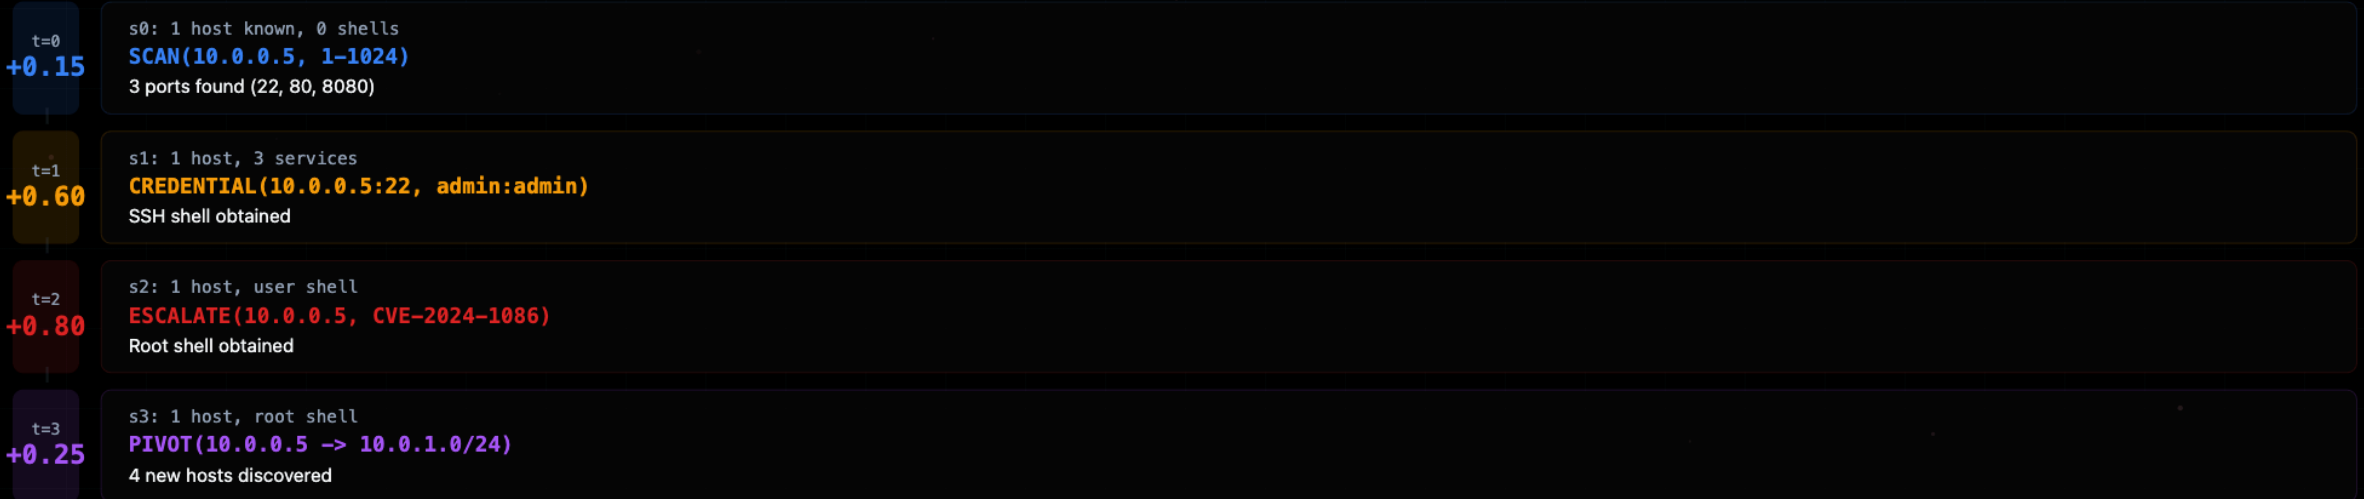 t=0
+0.15
s0: 1 host known, 0 shells
SCAN(10.0.0.5, 1–1024)
3 ports found (22, 80, 8080)
t=1
+0.60
s1: 1 host, 3 services
CREDENTIAL(10.0.0.5:22, admin:admin)
SSH shell obtained
t=2
+0.80
s2: 1 host, user shell
ESCALATE(10.0.0.5, CVE–2024–1086)
Root shell obtained
t=3
+0.25
s3: 1 host, root shell
PIVOT(10.0.0.5 –> 10.0.1.0/24)
4 new hosts discovered